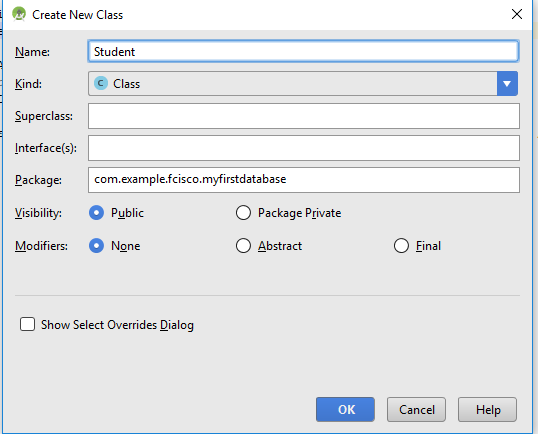 Create New Class
Name: Student
Kind: C Class
Superclass:
Interface(s):
Package: com.example.fcisco.myfirstdatabase
Visibility: Public Package Private
Modifiers: None Abstract Final
Show Select Overrides Dialog
OK Cancel Help